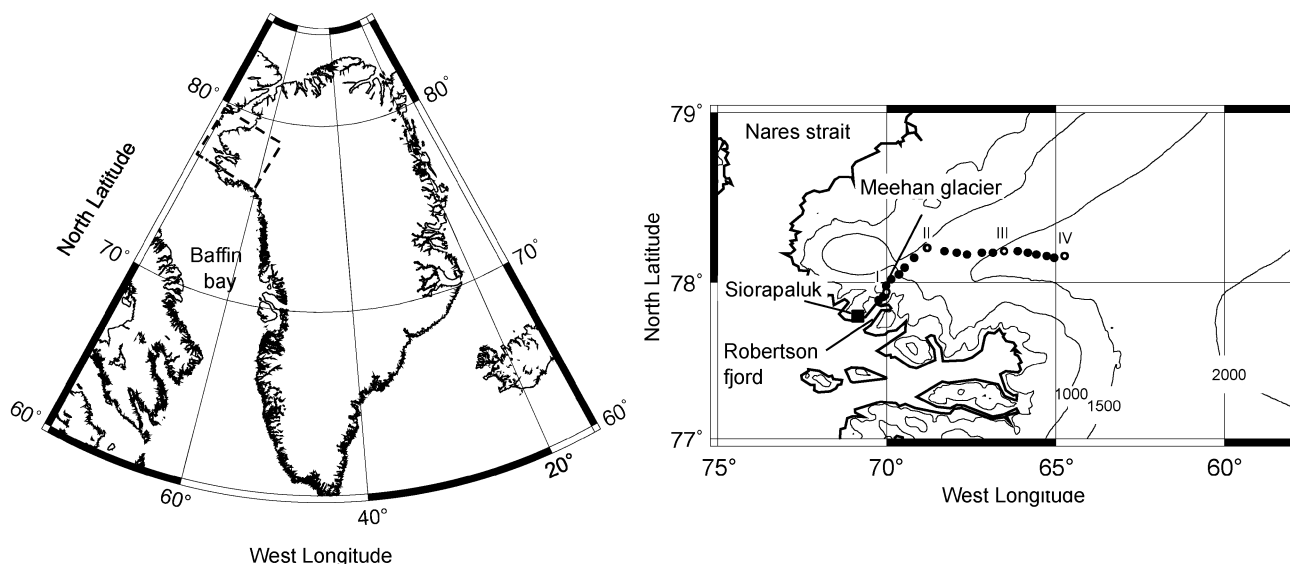 80°
80°
North Latitude
70°
70°
Baffin
bay
60°
60°
60°
40°
20°
West Longitude
79°
Nares strait
Meehan glacier
II
III
IV
I
North Latitude
78°
Siorapaluk
Robertson
fjord
1000
1500
2000
77°
75°
70°
65°
60°
West Longitude